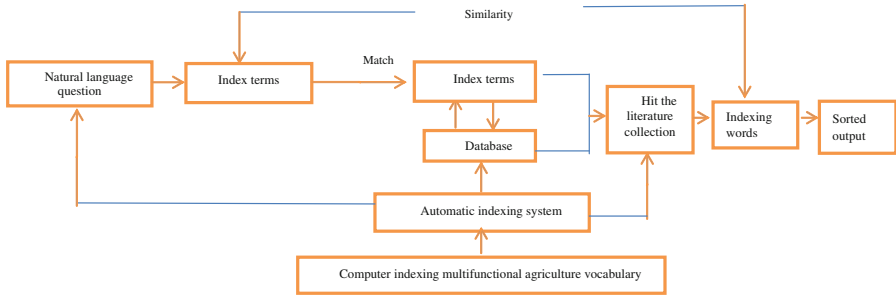 Similarity
Match
Natural language
question
Index terms
Index terms
Hit the
literature
collection
Indexing
words
Sorted
output
Database
Automatic indexing system
Computer indexing multifunctional agriculture vocabulary